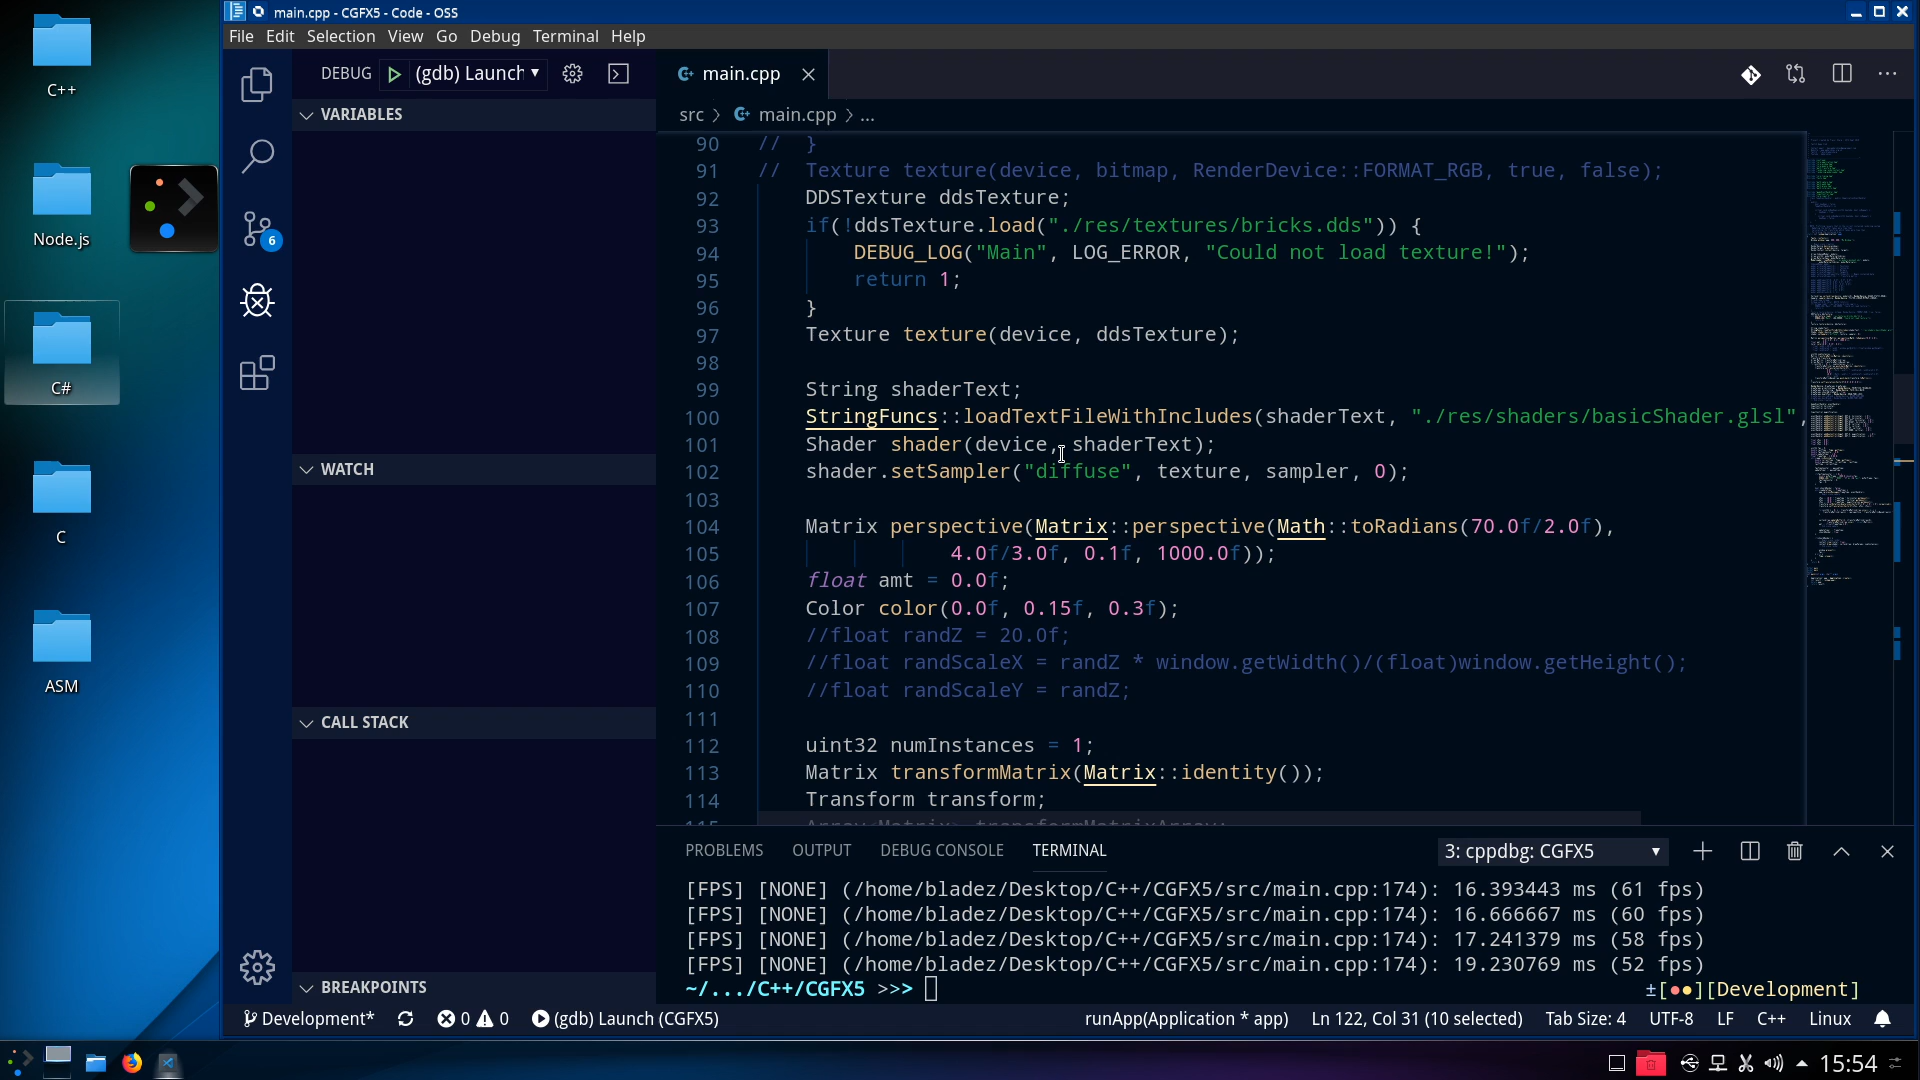 main.cpp - CGFX5 - Code - OSS
File Edit Selection View Go Debug Terminal Help
C++
Node.js
C#
C
ASM
6
DEBUG (gdb) Launch
VARIABLES
WATCH
CALL STACK
BREAKPOINTS
main.cpp
src > main.cpp > ...
90 // }
91 // Texture texture(device, bitmap, RenderDevice::FORMAT_RGB, true, false);
92 DDSTexture ddsTexture;
93 if(!ddsTexture.load("./res/textures/bricks.dds")) {
94 DEBUG_LOG("Main", LOG_ERROR, "Could not load texture!");
95 return 1;
96 }
97 Texture texture(device, ddsTexture);
98
99 String shaderText;
100 StringFuncs::loadTextFileWithIncludes(shaderText, "./res/shaders/basicShader.glsl",
101 Shader shader(device, shaderText);
102 shader.setSampler("diffuse", texture, sampler, 0);
103
104 Matrix perspective(Matrix::perspective(Math::toRadians(70.0f/2.0f),
105 4.0f/3.0f, 0.1f, 1000.0f));
106 float amt = 0.0f;
107 Color color(0.0f, 0.15f, 0.3f);
108 //float randZ = 20.0f;
109 //float randScaleX = randZ * window.getWidth()/(float)window.getHeight();
110 //float randScaleY = randZ;
111
112 uint32 numInstances = 1;
113 Matrix transformMatrix(Matrix::identity());
114 Transform transform;
PROBLEMS OUTPUT DEBUG CONSOLE TERMINAL 3: cppdbg: CGFX5
[FPS] [NONE] (/home/bladez/Desktop/C++/CGFX5/src/main.cpp:174): 16.393443 ms (61 fps)
[FPS] [NONE] (/home/bladez/Desktop/C++/CGFX5/src/main.cpp:174): 16.666667 ms (60 fps)
[FPS] [NONE] (/home/bladez/Desktop/C++/CGFX5/src/main.cpp:174): 17.241379 ms (58 fps)
[FPS] [NONE] (/home/bladez/Desktop/C++/CGFX5/src/main.cpp:174): 19.230769 ms (52 fps)
~/.../C++/CGFX5 >>> ±[●●][Development]
Development* 0 0 (gdb) Launch (CGFX5) runApp(Application * app) Ln 122, Col 31 (10 selected) Tab Size: 4 UTF-8 LF C++ Linux
15:54